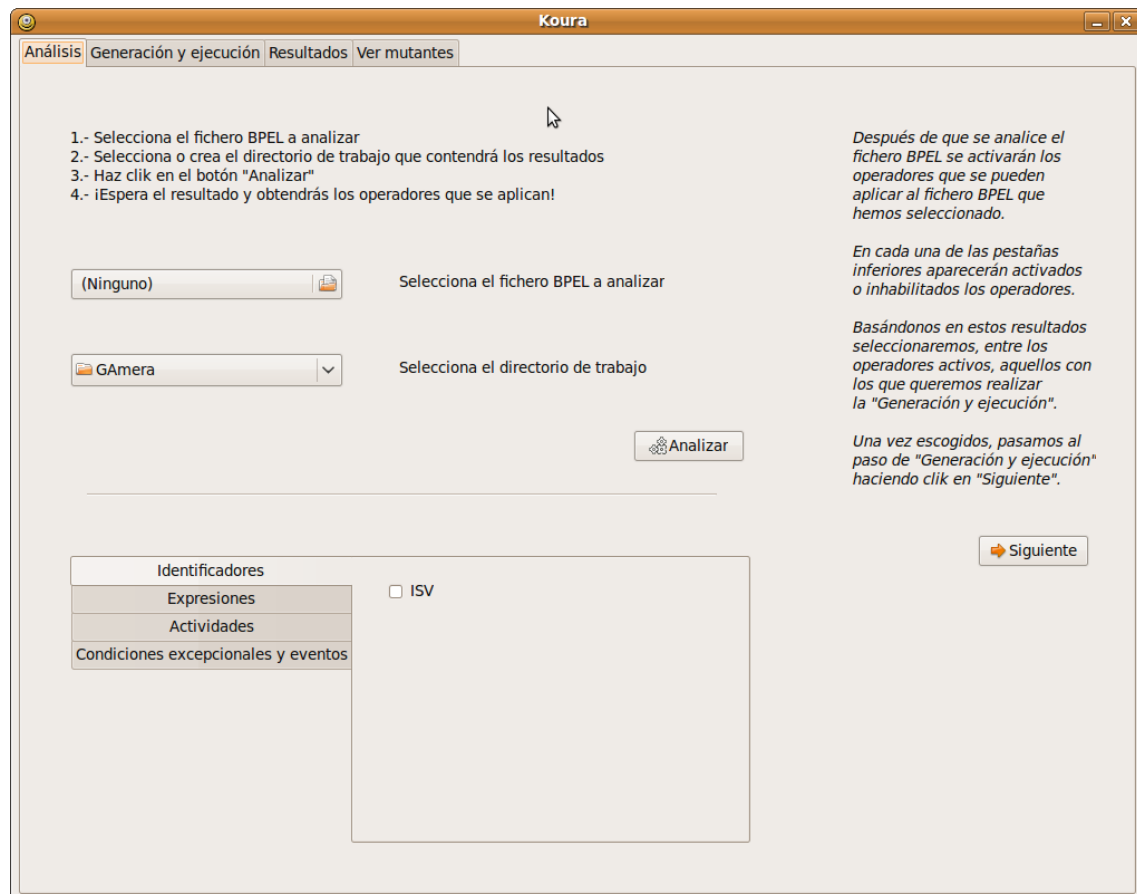 Koura
Análisis
Generación y ejecución
Resultados
Ver mutantes
1.- Selecciona el fichero BPEL a analizar
2.- Selecciona o crea el directorio de trabajo que contendrá los resultados
3.- Haz clik en el botón "Analizar"
4.- ¡Espera el resultado y obtendrás los operadores que se aplican!
(Ninguno)
Selecciona el fichero BPEL a analizar
GAmera
Selecciona el directorio de trabajo
Analizar
Después de que se analice el
fichero BPEL se activarán los
operadores que se pueden
aplicar al fichero BPEL que
hemos seleccionado.
En cada una de las pestañas
inferiores aparecerán activados
o inhabilitados los operadores.
Basándonos en estos resultados
seleccionaremos, entre los
operadores activos, aquellos con
los que queremos realizar
la "Generación y ejecución".
Una vez escogidos, pasamos al
paso de "Generación y ejecución"
haciendo clik en "Siguiente".
Siguiente
Identificadores
Expresiones
Actividades
Condiciones excepcionales y eventos
ISV